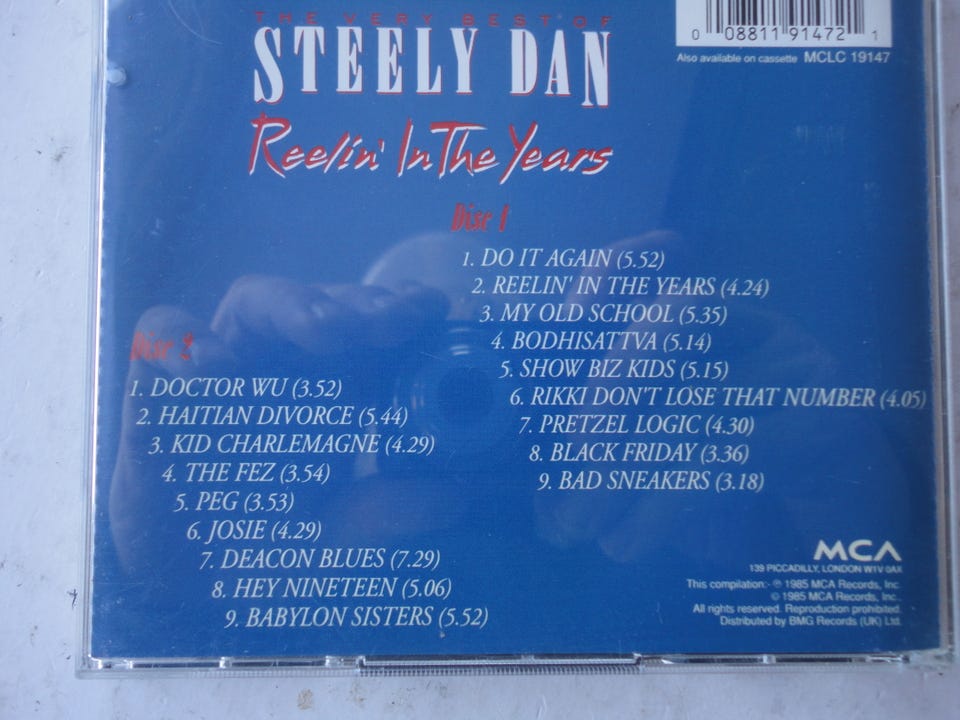 THE VERY BEST OF
STEELY DAN
Reelin' In The Years
0 08811 91472 1
Also available on cassette MCLC 19147
Disc 1
1. DO IT AGAIN (5.52)
2. REELIN' IN THE YEARS (4.24)
3. MY OLD SCHOOL (5.35)
4. BODHISATTVA (5.14)
5. SHOW BIZ KIDS (5.15)
6. RIKKI DON'T LOSE THAT NUMBER (4.05)
7. PRETZEL LOGIC (4.30)
8. BLACK FRIDAY (3.36)
9. BAD SNEAKERS (3.18)
Disc 2
1. DOCTOR WU (3.52)
2. HAITIAN DIVORCE (5.44)
3. KID CHARLEMAGNE (4.29)
4. THE FEZ (3.54)
5. PEG (3.53)
6. JOSIE (4.29)
7. DEACON BLUES (7.29)
8. HEY NINETEEN (5.06)
9. BABYLON SISTERS (5.52)
MCA
139 PICCADILLY, LONDON W1V 0AX
This compilation:- ℗ 1985 MCA Records, Inc.
© 1985 MCA Records, Inc.
All rights reserved. Reproduction prohibited.
Distributed by BMG Records (UK) Ltd.